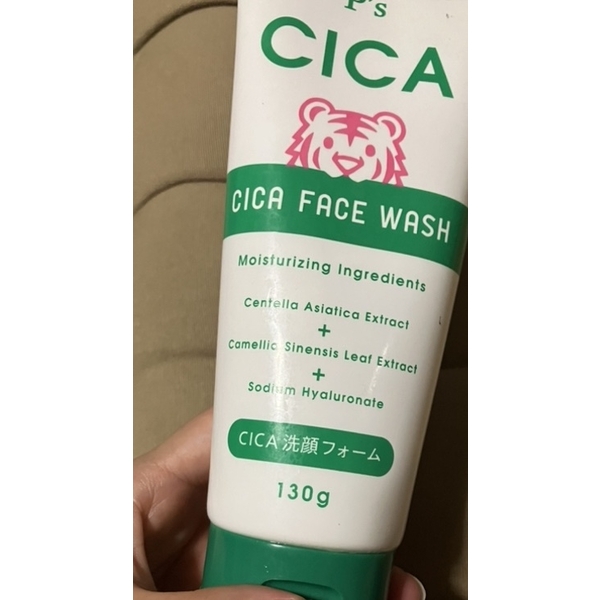 P's
CICA
CICA FACE WASH
Moisturizing Ingredients
Centella Asiatica Extract
+
Camellia Sinensis Leaf Extract
+
Sodium Hyaluronate
CICA 洗顔フォーム
130g